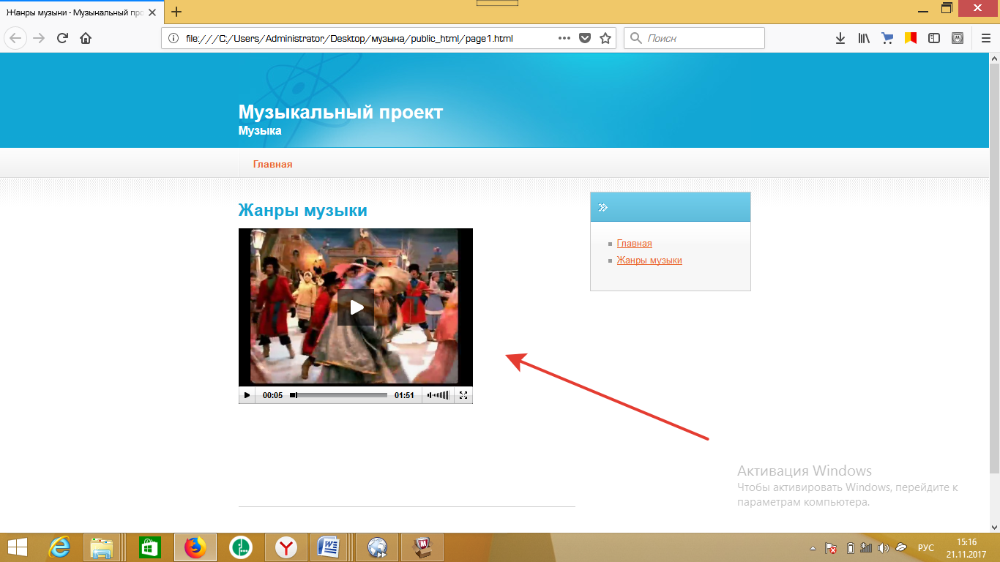 Жанры музыки - Музыкальный про
file:///C:/Users/Administrator/Desktop/музыка/public_html/page1.html
Поиск
Музыкальный проект
Музыка
Главная
Жанры музыки
Главная
Жанры музыки
00:05
01:51
Активация Windows
Чтобы активировать Windows, перейдите к
параметрам компьютера.
РУС
15:16
21.11.2017